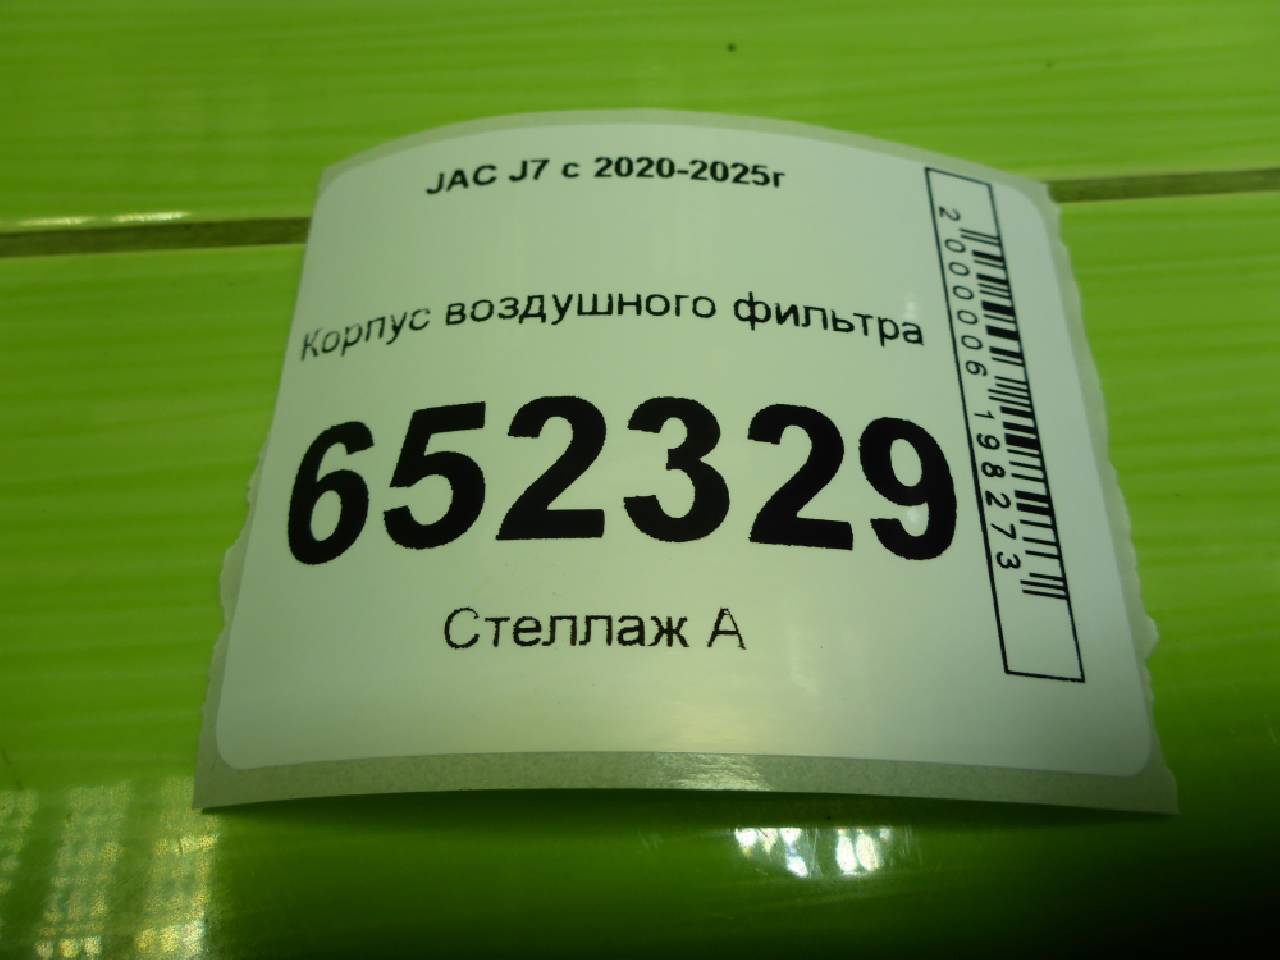 JAC J7 с 2020-2025г
Корпус воздушного фильтра
652329
Стеллаж А
2000006198273